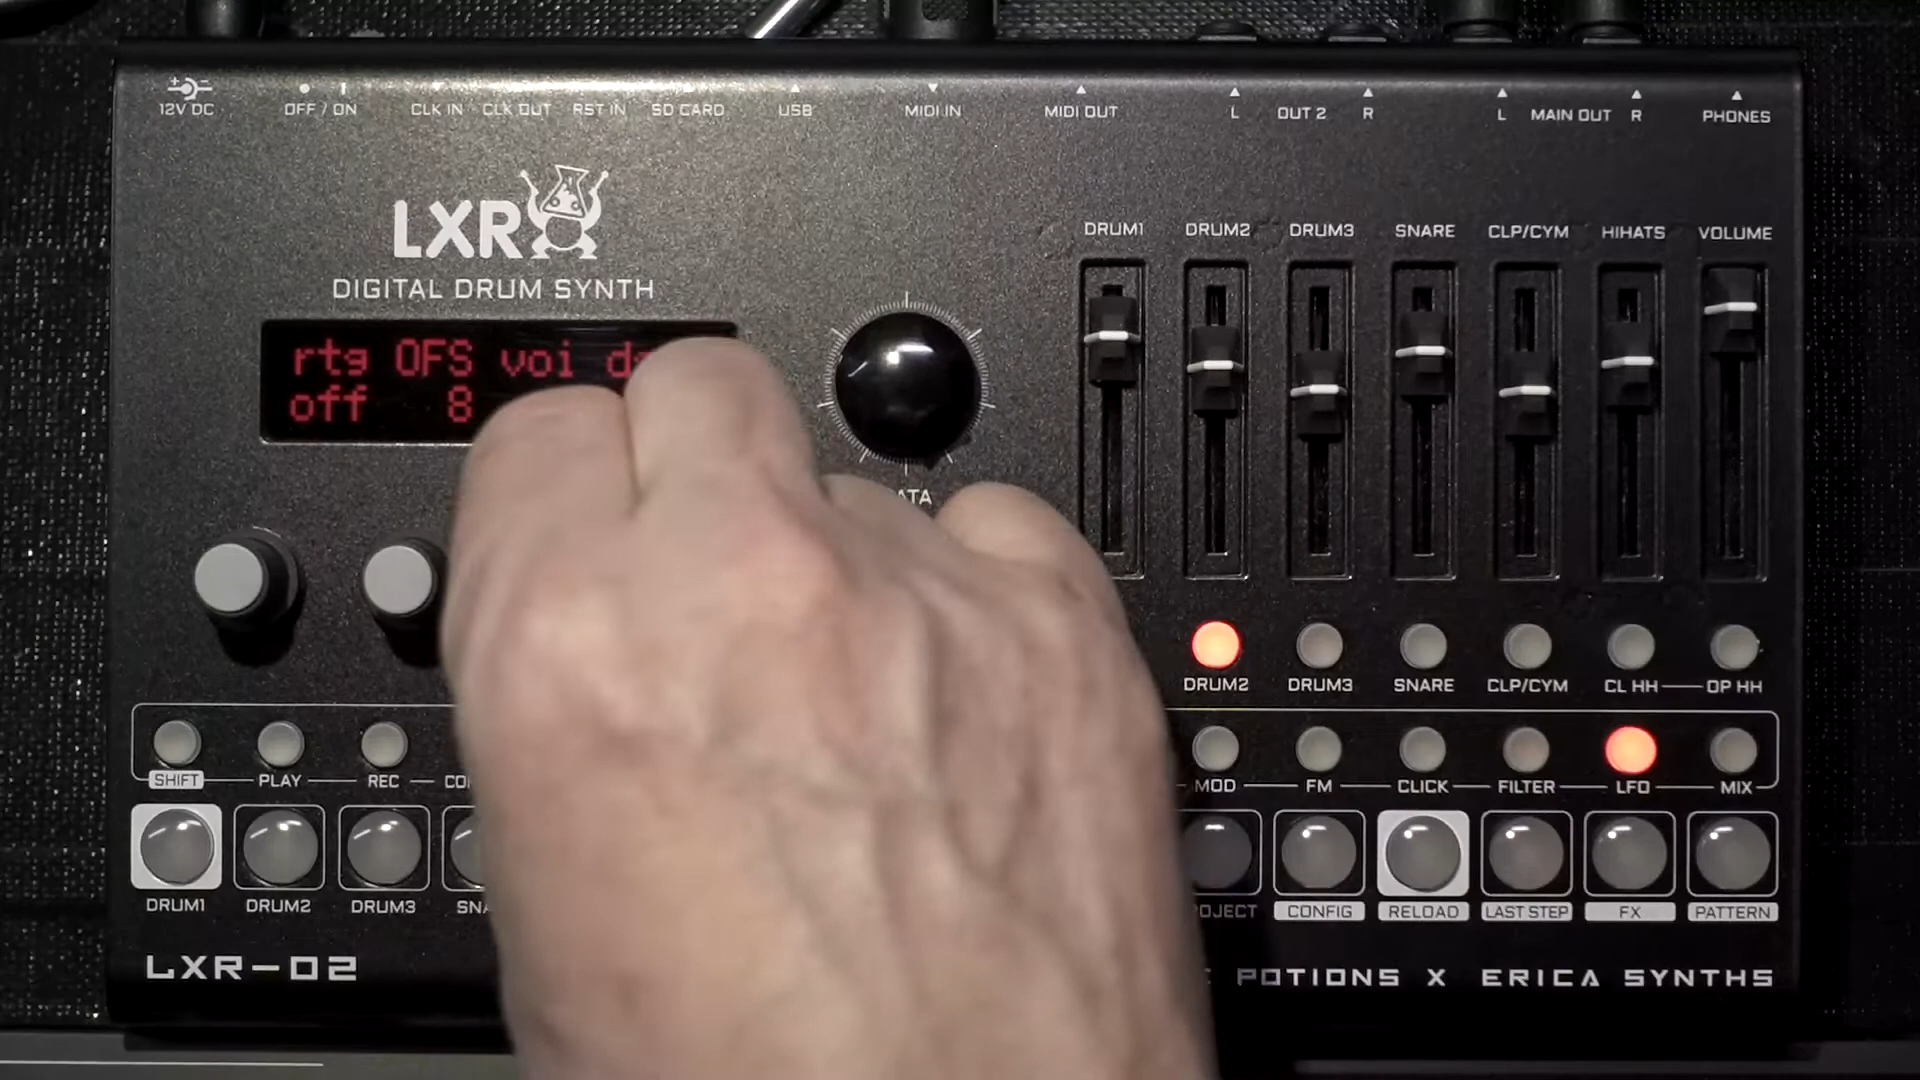 12V DC OFF / ON CLK IN CLK OUT RST IN SD CARD USB MIDI IN MIDI OUT L OUT 2 R L MAIN OUT R PHONES
LXR
DIGITAL DRUM SYNTH
DRUM1 DRUM2 DRUM3 SNARE CLP/CYM HIHATS VOLUME
rtg OFS voi
off 8
DRUM2 DRUM3 SNARE CLP/CYM CL HH OP HH
SHIFT PLAY REC MOD FM CLICK FILTER LFO MIX
DRUM1 DRUM2 DRUM3 CONFIG RELOAD LAST STEP FX PATTERN
LXR-02
POTIONS X ERICA SYNTHS